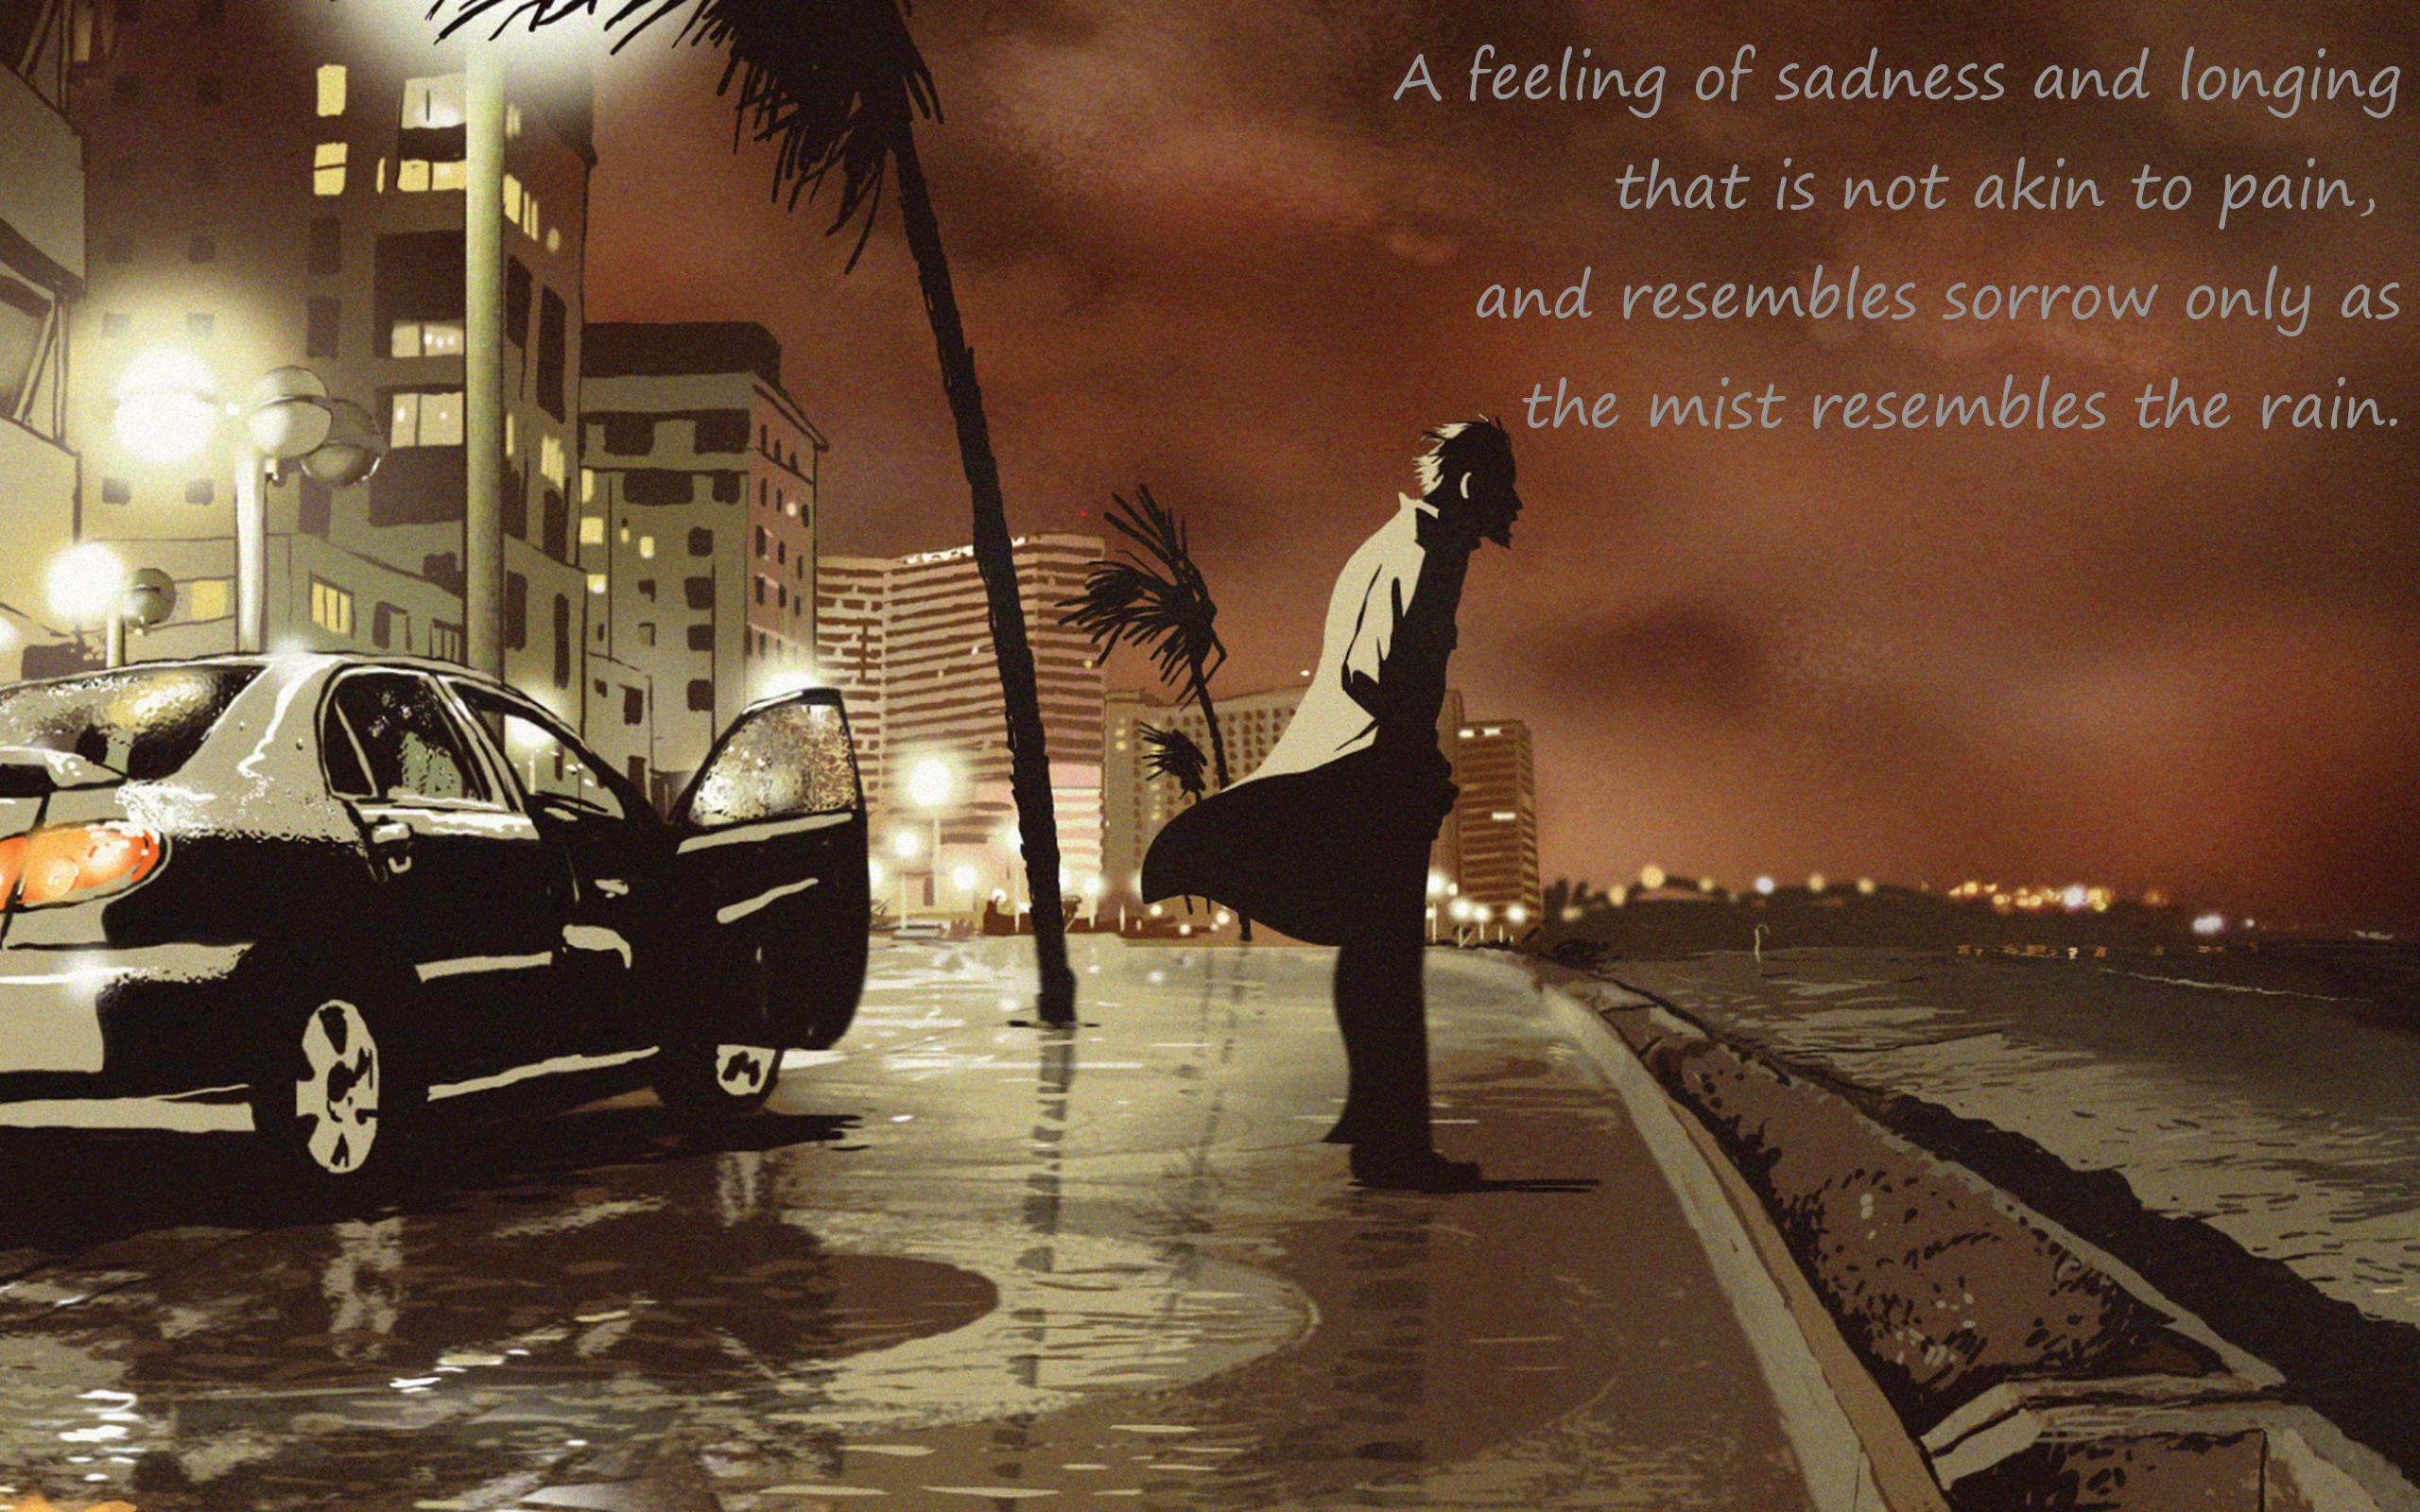 A feeling of sadness and longing
that is not akin to pain,
and resembles sorrow only as
the mist resembles the rain.